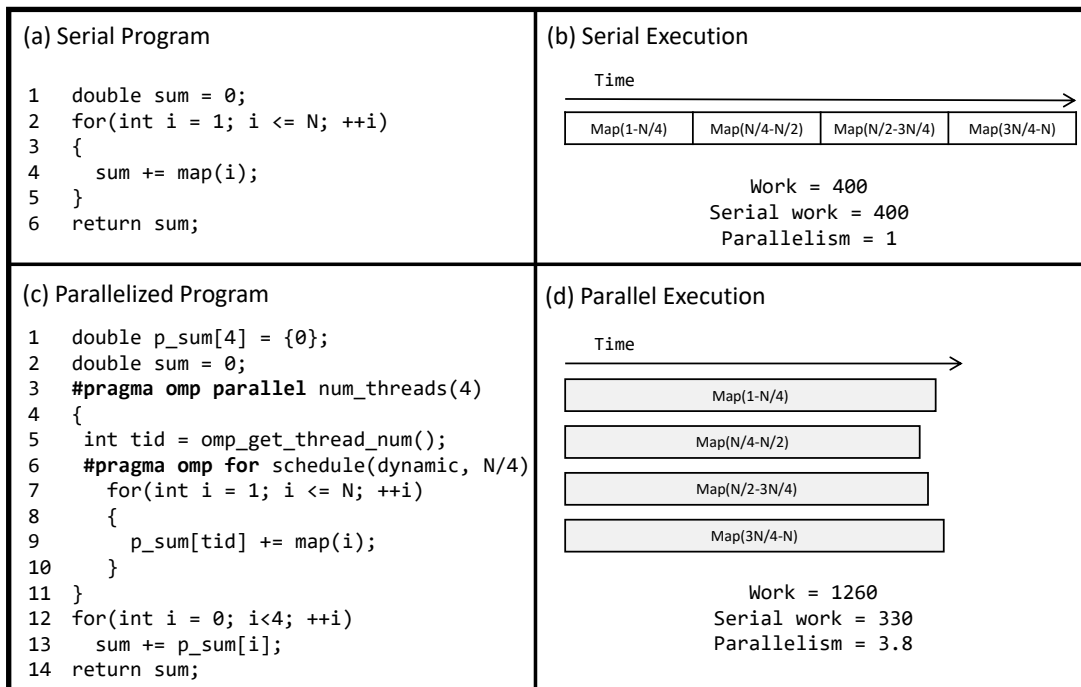 (a) Serial Program
1 double sum = 0;
2 for(int i = 1; i <= N; ++i)
3 {
4 sum += map(i);
5 }
6 return sum;
(b) Serial Execution
Time
Map(1-N/4) Map(N/4-N/2) Map(N/2-3N/4) Map(3N/4-N)
Work = 400
Serial work = 400
Parallelism = 1
(c) Parallelized Program
1 double p_sum[4] = {0};
2 double sum = 0;
3 #pragma omp parallel num_threads(4)
4 {
5 int tid = omp_get_thread_num();
6 #pragma omp for schedule(dynamic, N/4)
7 for(int i = 1; i <= N; ++i)
8 {
9 p_sum[tid] += map(i);
10 }
11 }
12 for(int i = 0; i<4; ++i)
13 sum += p_sum[i];
14 return sum;
(d) Parallel Execution
Time
Map(1-N/4)
Map(N/4-N/2)
Map(N/2-3N/4)
Map(3N/4-N)
Work = 1260
Serial work = 330
Parallelism = 3.8